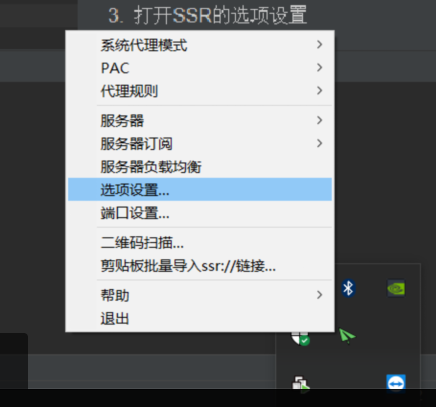 3. 打开SSR的选项设置
系统代理模式
PAC
代理规则
服务器
服务器订阅
服务器负载均衡
选项设置...
端口设置...
二维码扫描...
剪贴板批量导入ssr://链接...
帮助
退出